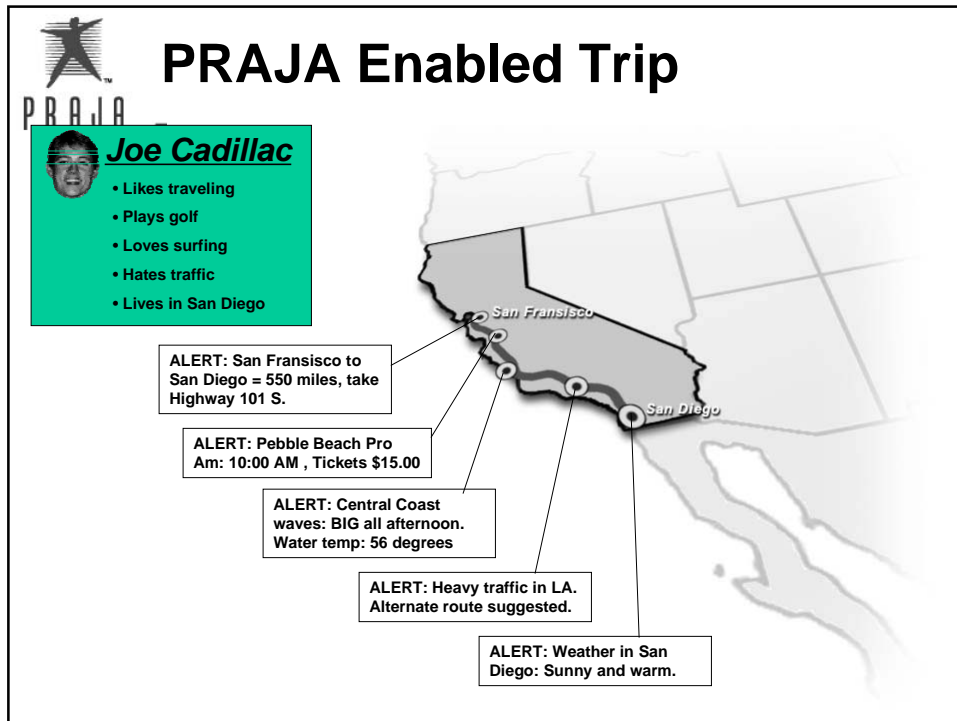 PRAJA Enabled Trip
TM
PRAJA
Joe Cadillac
• Likes traveling
• Plays golf
• Loves surfing
• Hates traffic
• Lives in San Diego
San Fransisco
ALERT: San Fransisco to
San Diego = 550 miles, take
Highway 101 S.
San Diego
ALERT: Pebble Beach Pro
Am: 10:00 AM , Tickets $15.00
ALERT: Central Coast
waves: BIG all afternoon.
Water temp: 56 degrees
ALERT: Heavy traffic in LA.
Alternate route suggested.
ALERT: Weather in San
Diego: Sunny and warm.